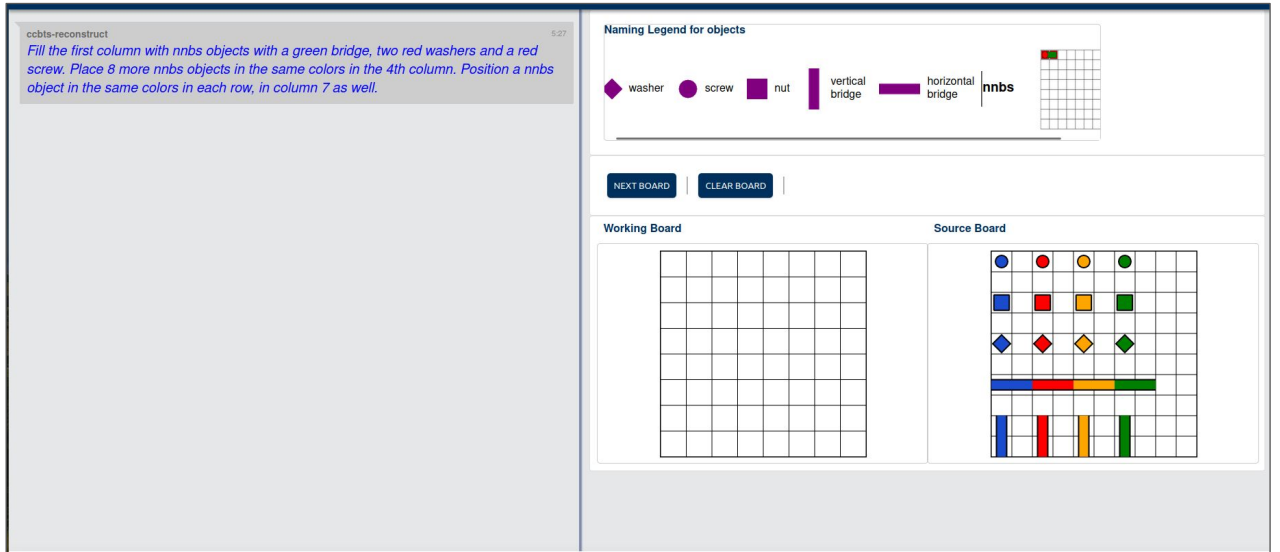 ccbts-reconstruct 5:27
Fill the first column with nnbs objects with a green bridge, two red washers and a red
screw. Place 8 more nnbs objects in the same colors in the 4th column. Position a nnbs
object in the same colors in each row, in column 7 as well.
Naming Legend for objects
washer
screw
nut
vertical
bridge
horizontal
bridge
nnbs
NEXT BOARD
CLEAR BOARD
Working Board
Source Board